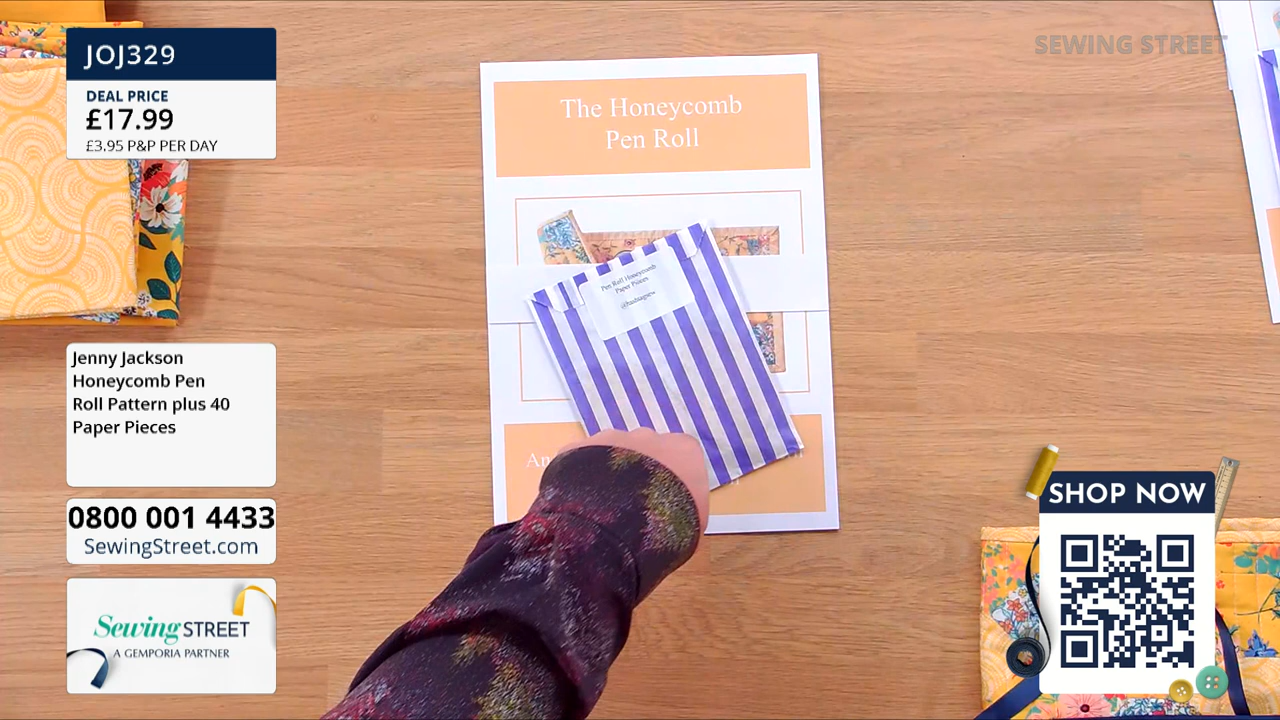 JOJ329
DEAL PRICE
£17.99
£3.95 P&P PER DAY
Jenny Jackson
Honeycomb Pen
Roll Pattern plus 40
Paper Pieces
0800 001 4433
SewingStreet.com
Sewing STREET
A GEMPORIA PARTNER
The Honeycomb
Pen Roll
Pen Roll Honeycomb
Paper Pieces
SEWING STREET
SHOP NOW